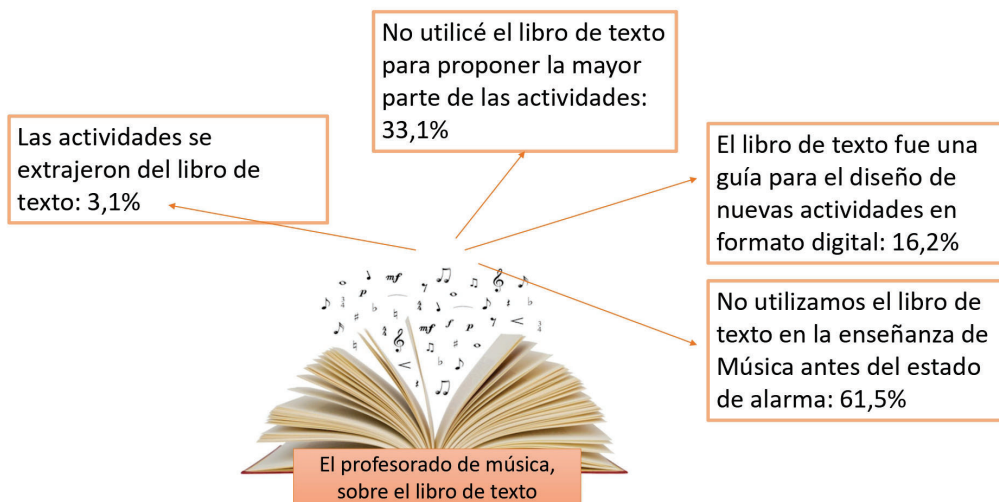 No utilicé el libro de texto
para proponer la mayor
parte de las actividades:
33,1%
Las actividades se
extrajeron del libro de
texto: 3,1%
El libro de texto fue una
guía para el diseño de
nuevas actividades en
formato digital: 16,2%
No utilizamos el libro de
texto en la enseñanza de
Música antes del estado
de alarma: 61,5%
El profesorado de música,
sobre el libro de texto